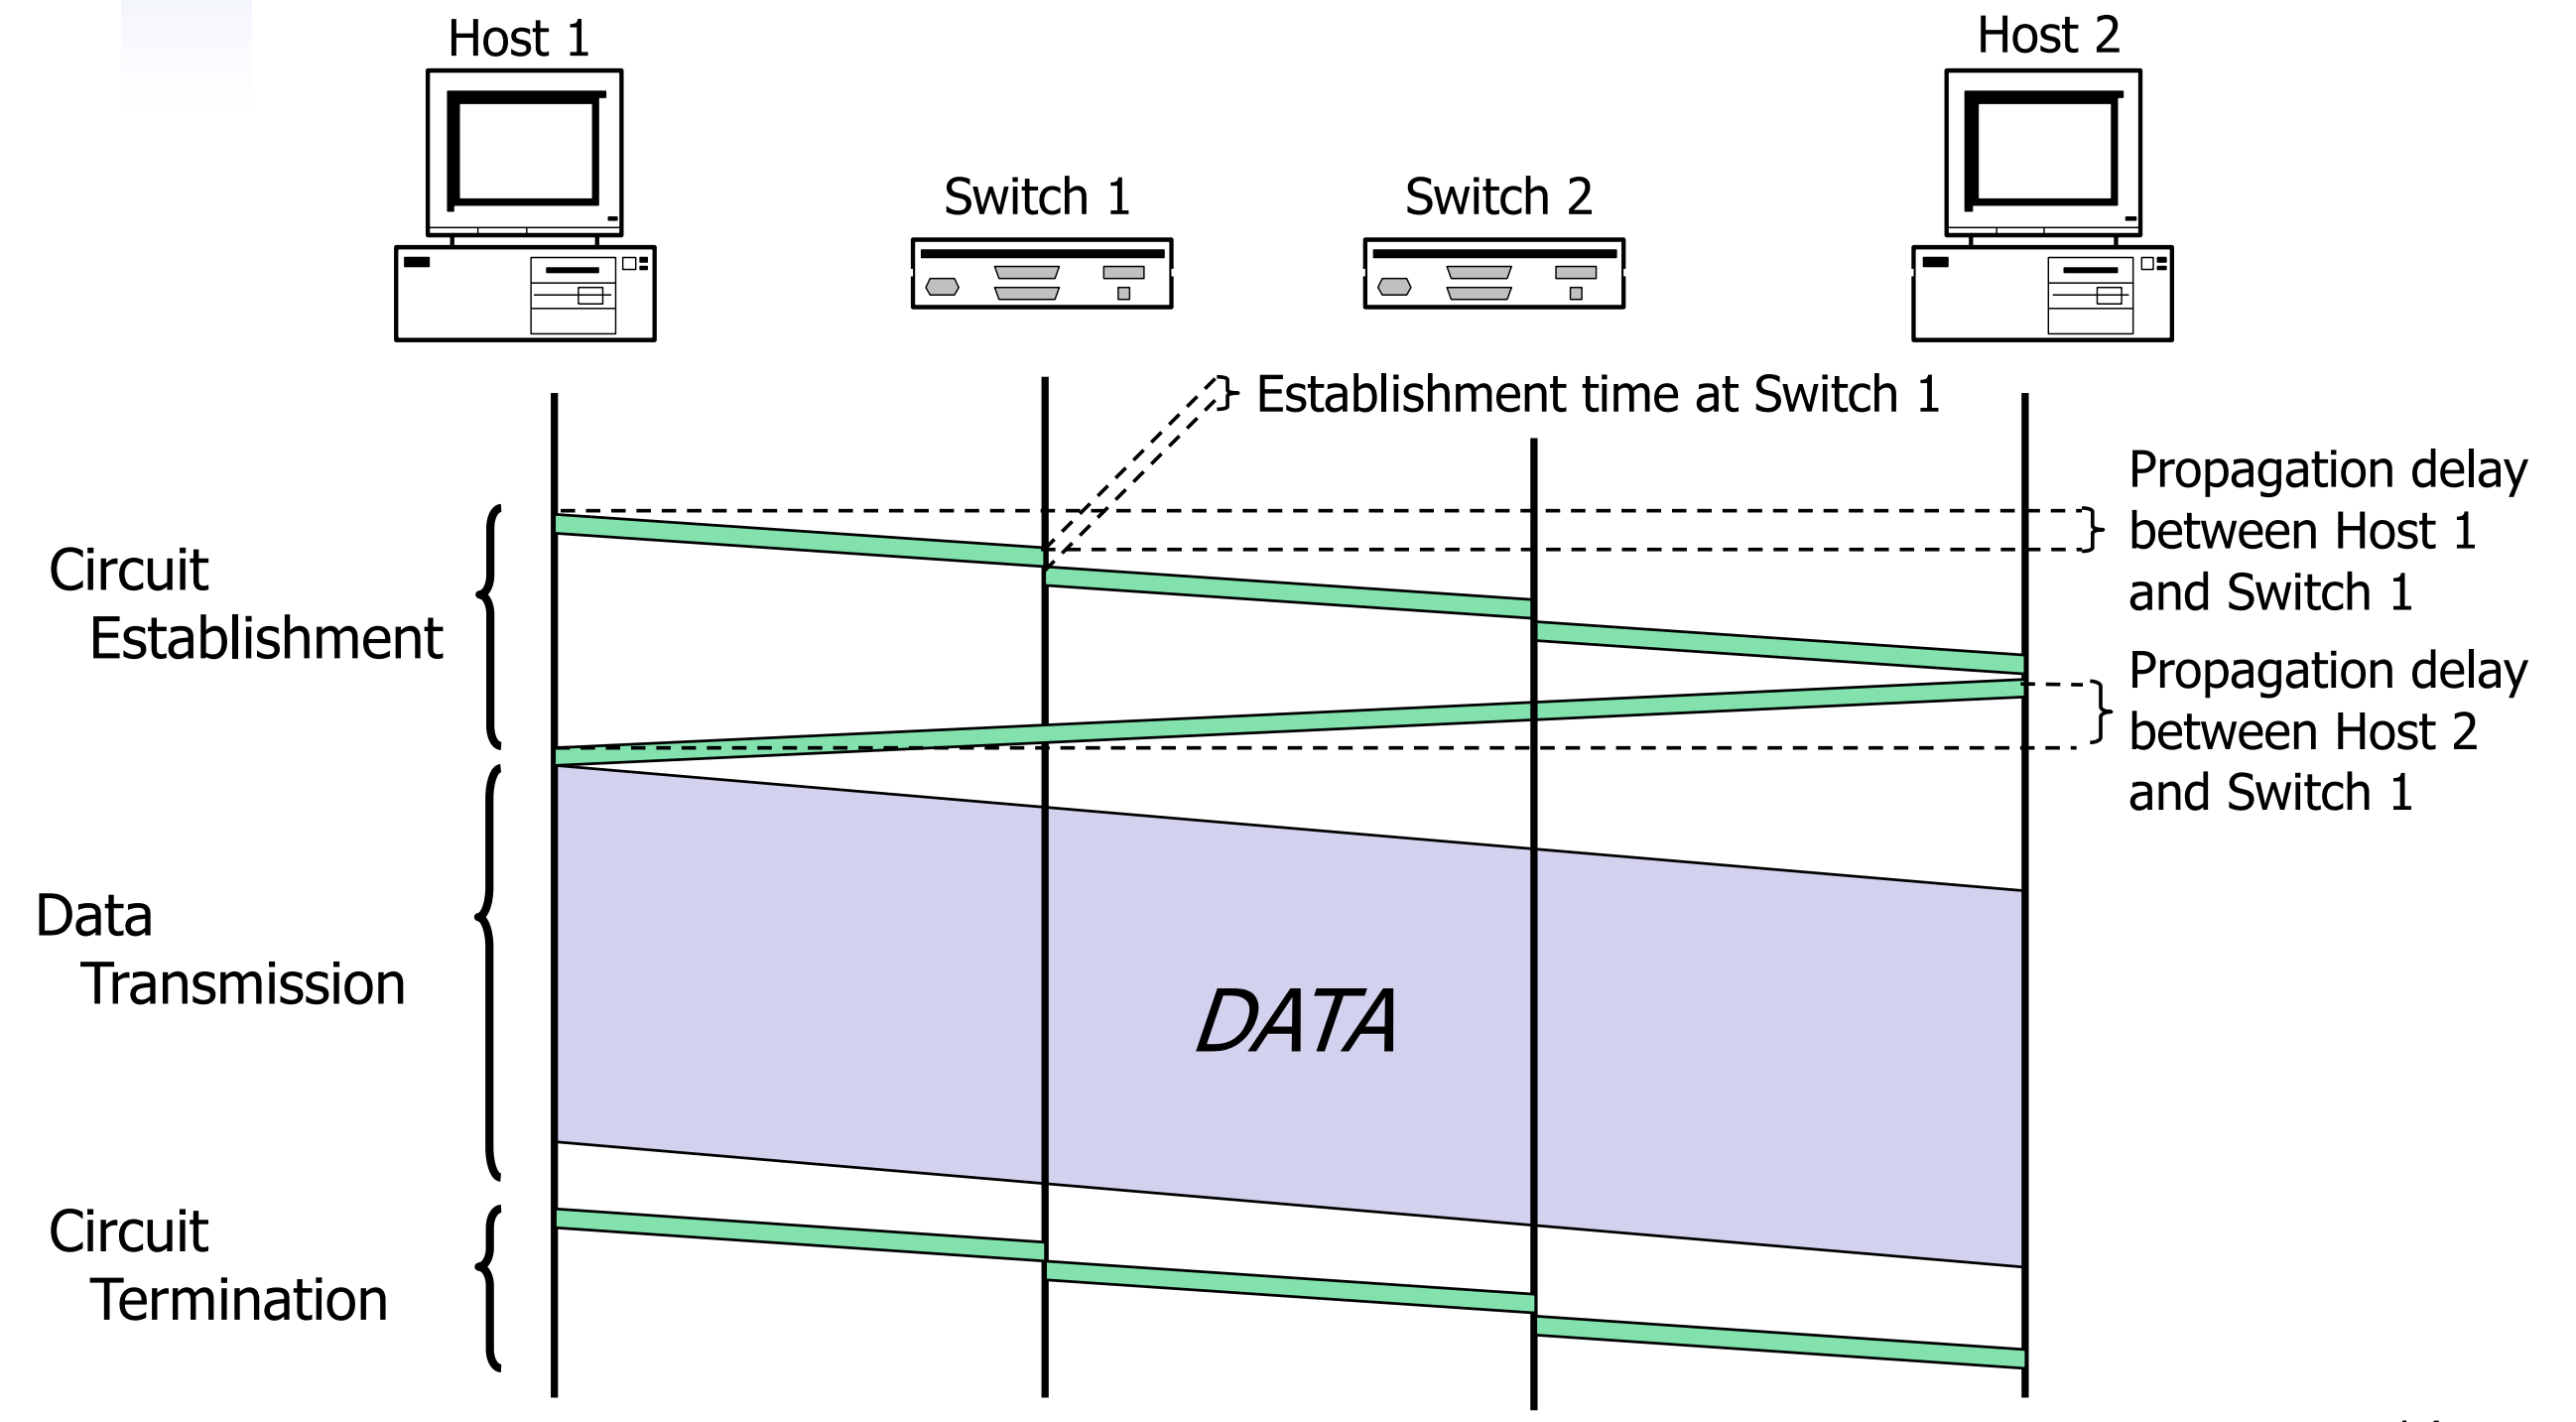 Host 1
Host 2
Switch 1
Switch 2
Establishment time at Switch 1
Propagation delay
between Host 1
and Switch 1
Circuit
Establishment
Propagation delay
between Host 2
and Switch 1
Data
Transmission
DATA
Circuit
Termination